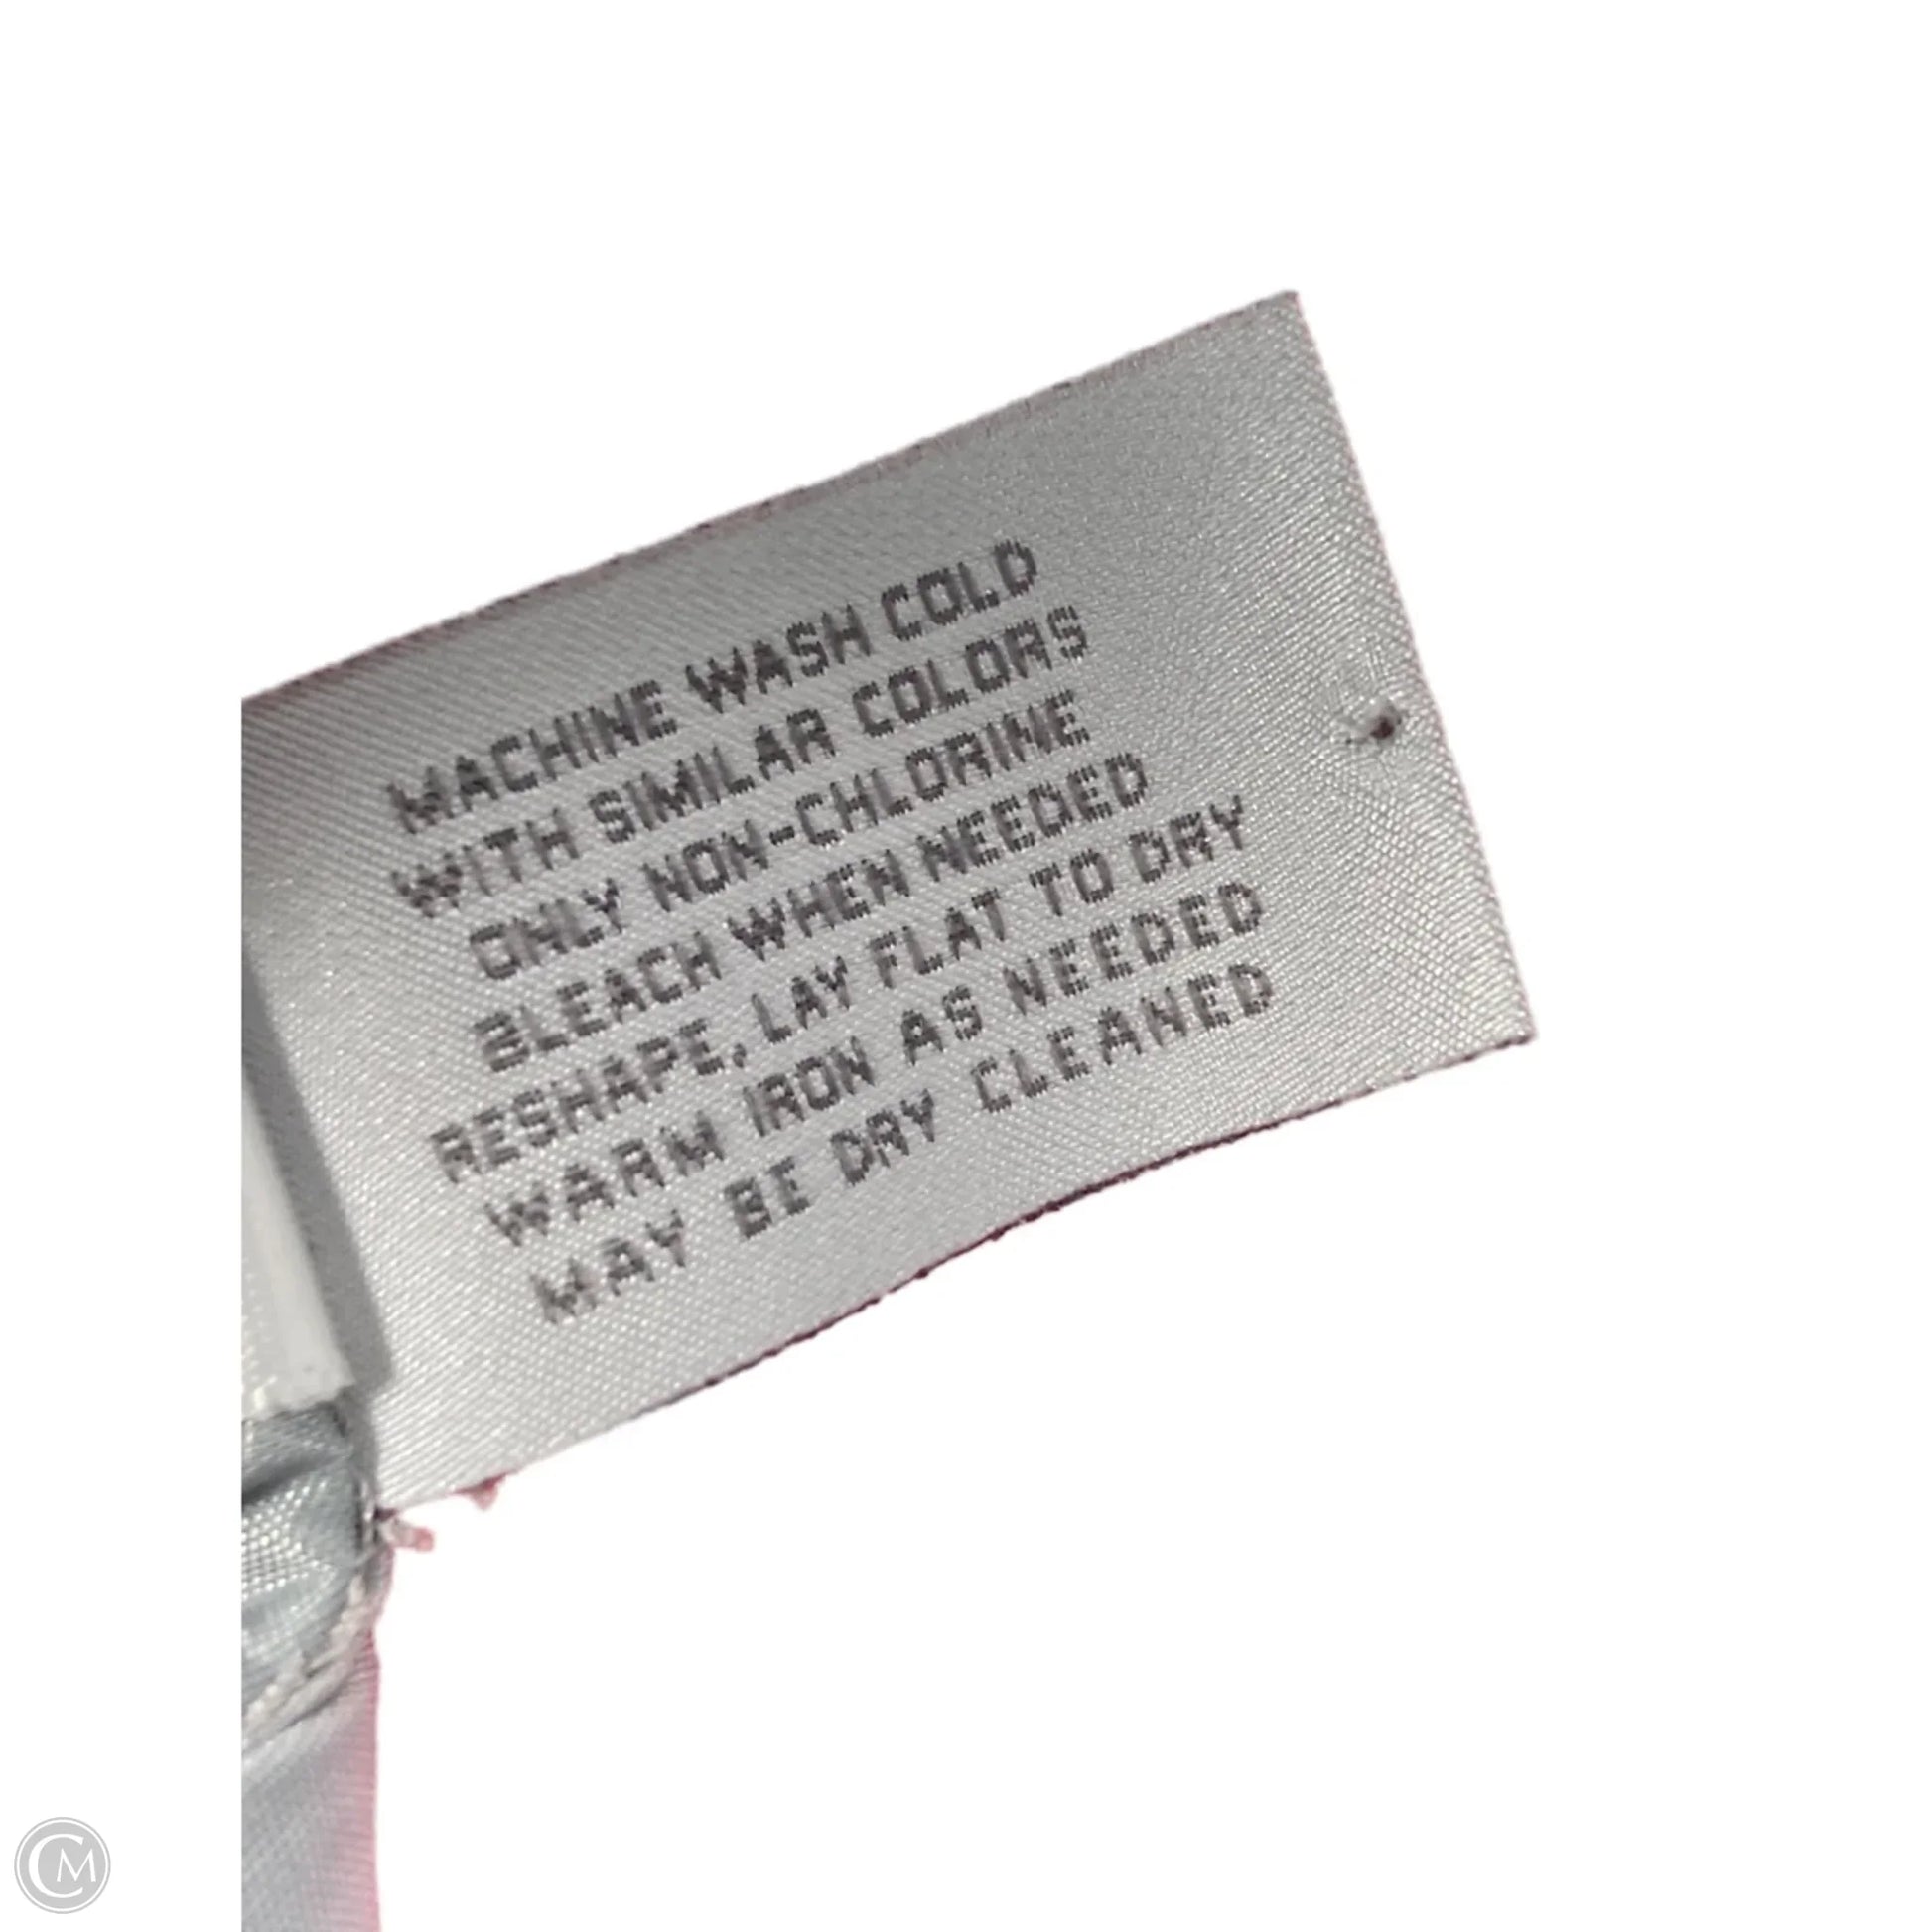 MACHINE WASH COLD
WITH SIMILAR COLORS
ONLY NON-CHLORINE
BLEACH WHEN NEEDED
RESHAPE, LAY FLAT TO DRY
WARM IRON AS NEEDED
MAY BE DRY CLEANED
CM